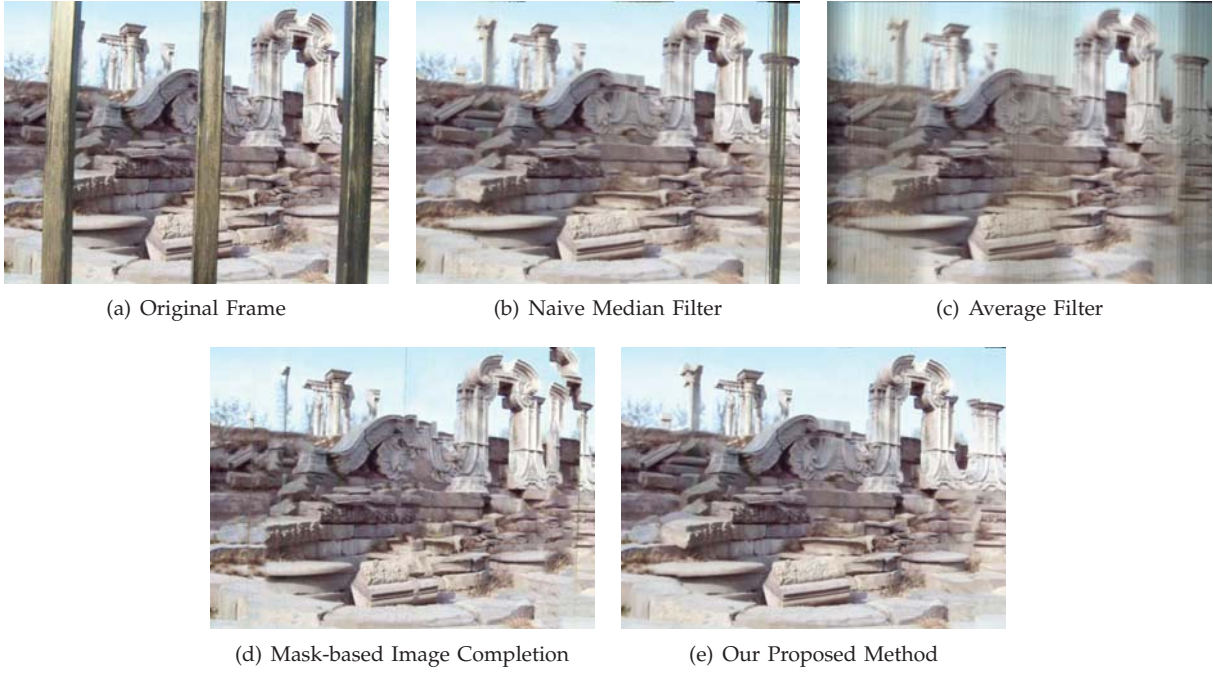 (a) Original Frame
(b) Naive Median Filter
(c) Average Filter
(d) Mask-based Image Completion
(e) Our Proposed Method